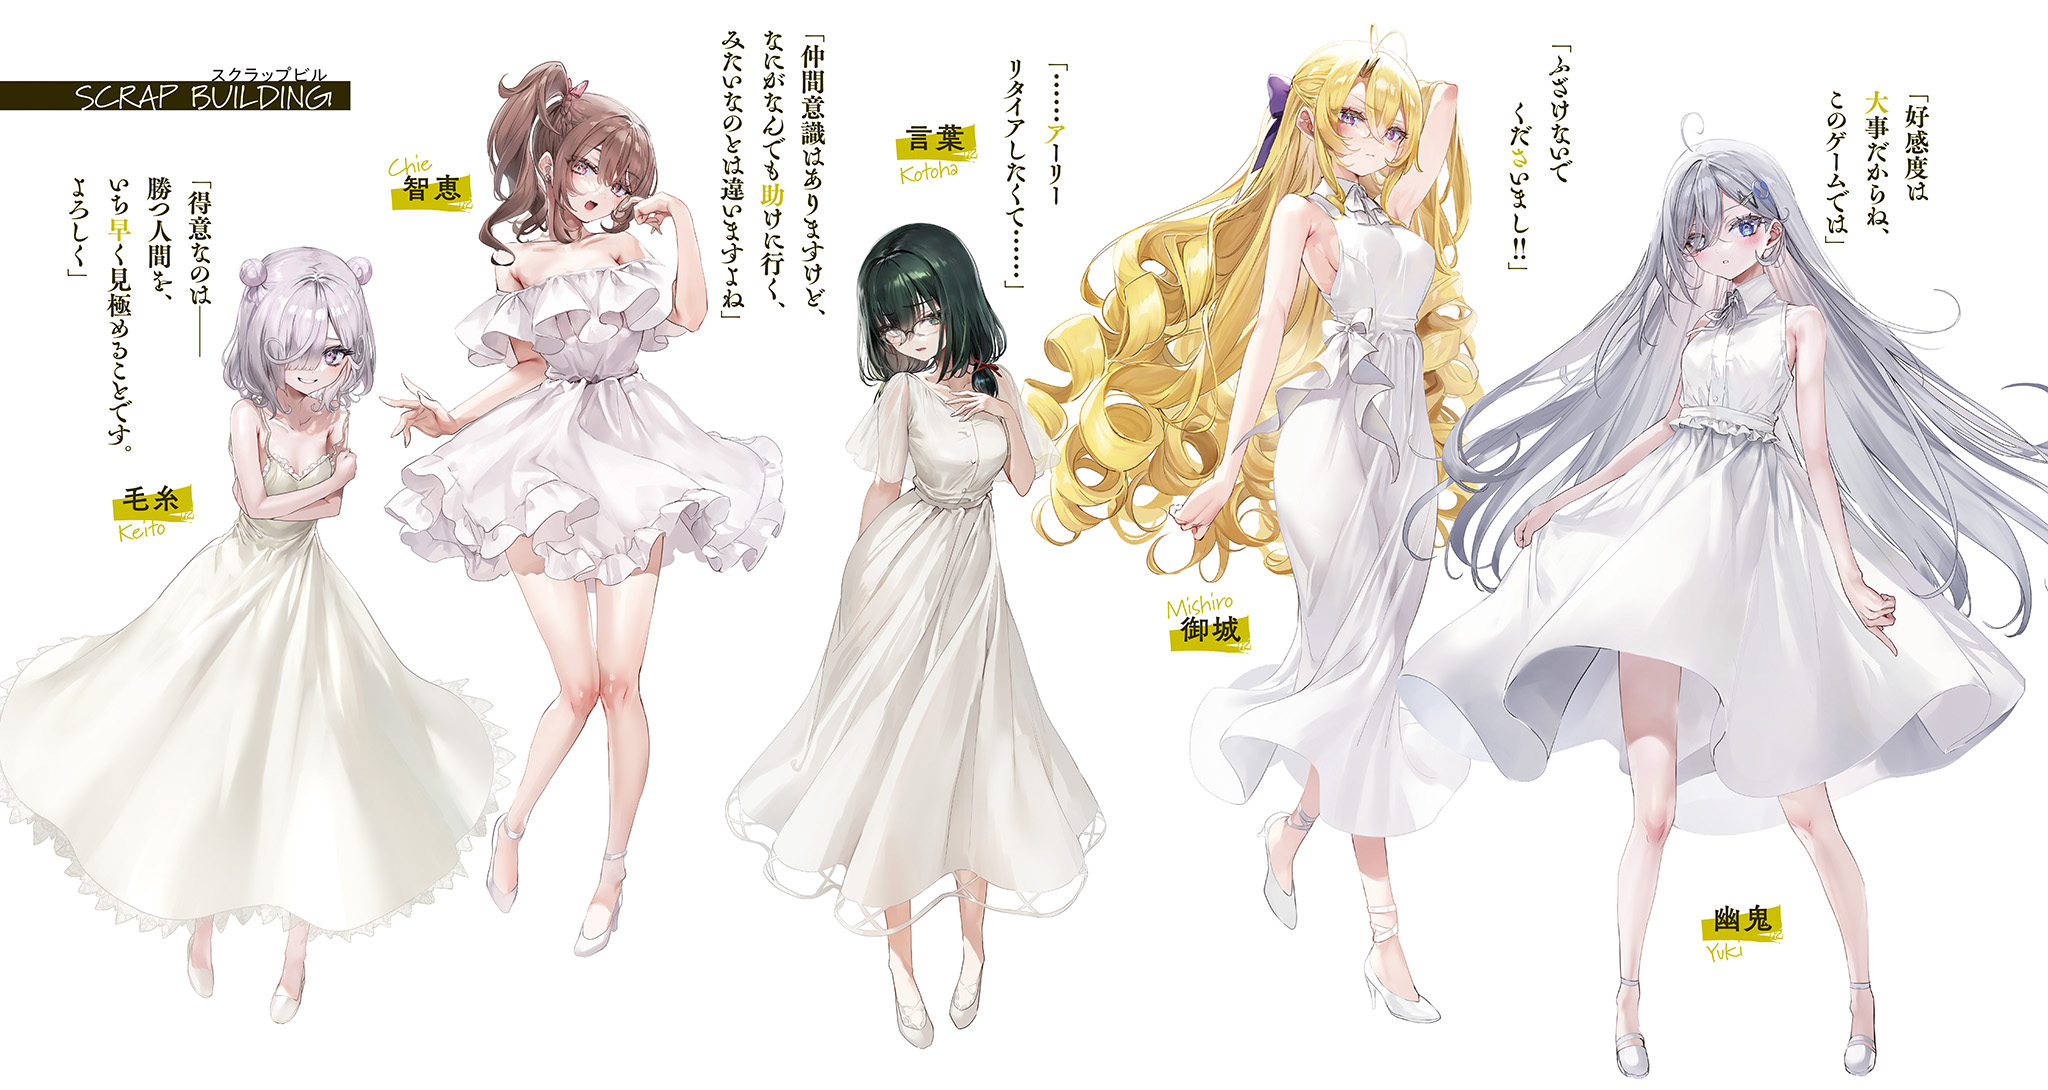 「好感度は
大事だからね、
このゲームでは」
幽鬼
Yuki
「ふざけないで
くださいまし!!」
Mishiro
御城
「……アーリー
リタイアしたくて……」
言葉
Kotoha
「仲間意識はありますけど、
なにがなんでも助けに行く、
みたいなのとは違いますよね」
Chie
智恵
スクラップビル
SCRAP BUILDING
「得意なのは――
勝つ人間を、
いち早く見極めることです。
よろしく」
毛糸
Keito